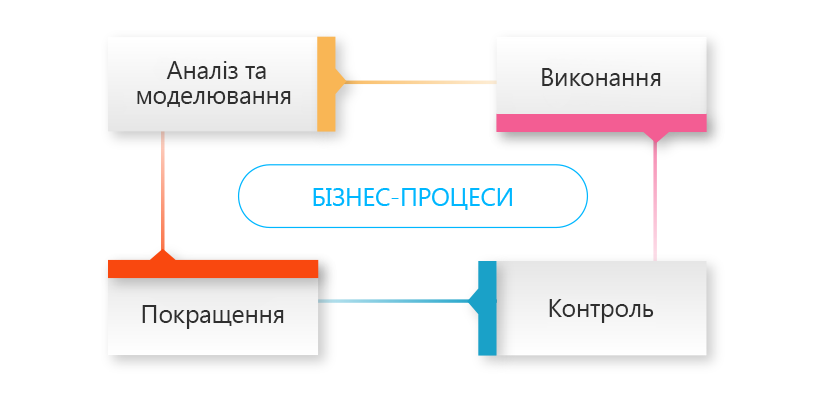 Аналіз та
моделювання
Виконання
БІЗНЕС-ПРОЦЕСИ
Покращення
Контроль